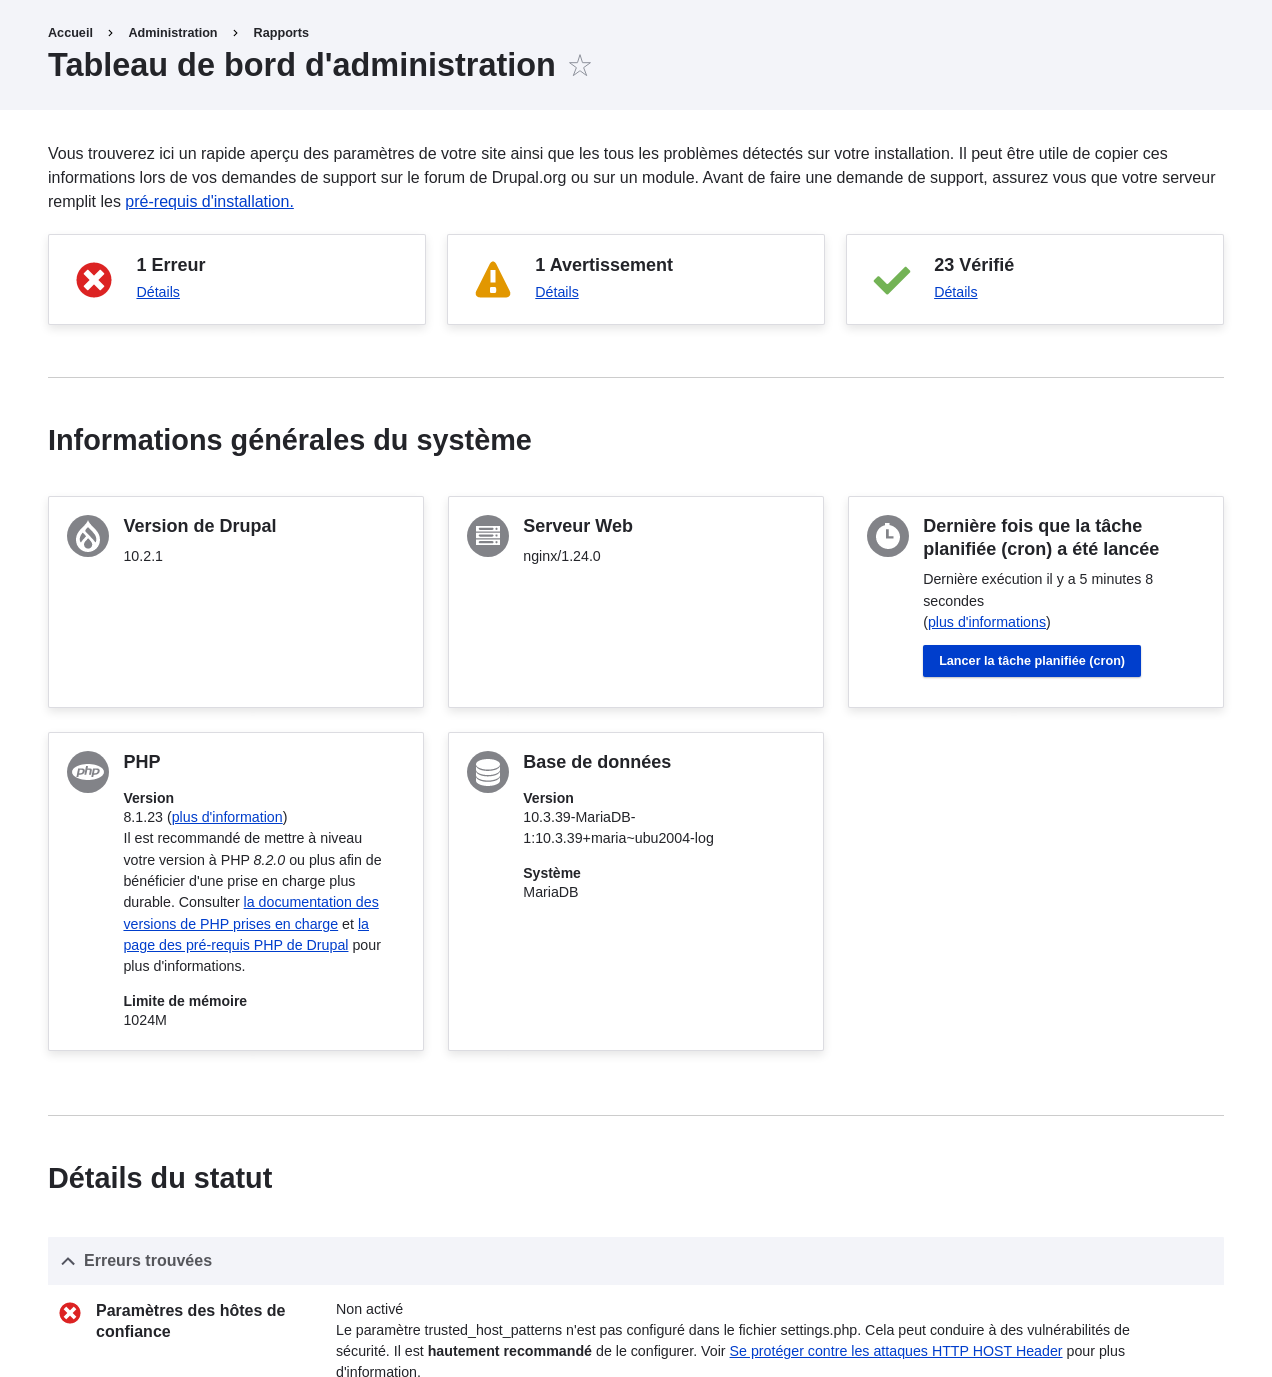 Accueil > Administration > Rapports
Tableau de bord d'administration
Vous trouverez ici un rapide aperçu des paramètres de votre site ainsi que les tous les problèmes détectés sur votre installation. Il peut être utile de copier ces
informations lors de vos demandes de support sur le forum de Drupal.org ou sur un module. Avant de faire une demande de support, assurez vous que votre serveur
remplit les pré-requis d'installation.
1 Erreur
Détails
1 Avertissement
Détails
23 Vérifié
Détails
Informations générales du système
Version de Drupal
10.2.1
Serveur Web
nginx/1.24.0
Dernière fois que la tâche
planifiée (cron) a été lancée
Dernière exécution il y a 5 minutes 8
secondes
(plus d'informations)
Lancer la tâche planifiée (cron)
php
PHP
Version
8.1.23 (plus d'information)
Il est recommandé de mettre à niveau
votre version à PHP 8.2.0 ou plus afin de
bénéficier d'une prise en charge plus
durable. Consulter la documentation des
versions de PHP prises en charge et la
page des pré-requis PHP de Drupal pour
plus d'informations.
Limite de mémoire
1024M
Base de données
Version
10.3.39-MariaDB-
1:10.3.39+maria~ubu2004-log
Système
MariaDB
Détails du statut
Erreurs trouvées
Paramètres des hôtes de
confiance
Non activé
Le paramètre trusted_host_patterns n'est pas configuré dans le fichier settings.php. Cela peut conduire à des vulnérabilités de
sécurité. Il est hautement recommandé de le configurer. Voir Se protéger contre les attaques HTTP HOST Header pour plus
d'information.